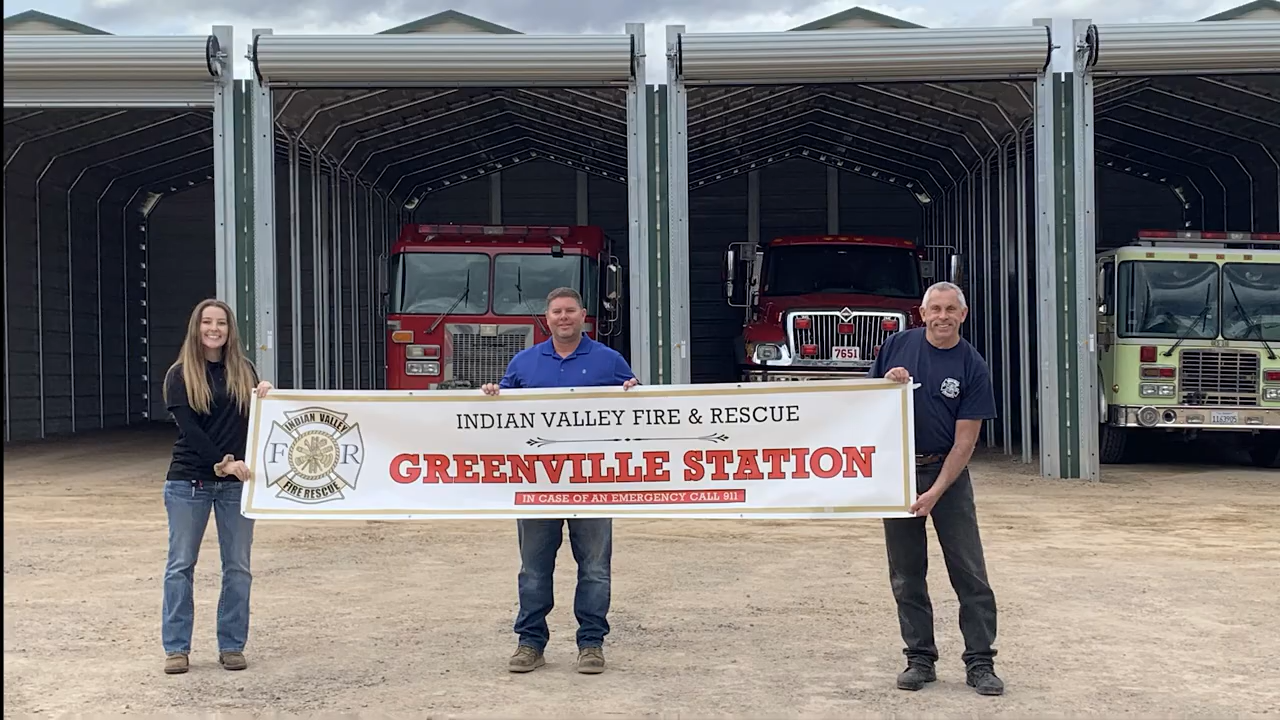 INDIAN VALLEY FIRE & RESCUE
GREENVILLE STATION
IN CASE OF AN EMERGENCY CALL 911
INDIAN VALLEY
F R
FIRE RESCUE
7651